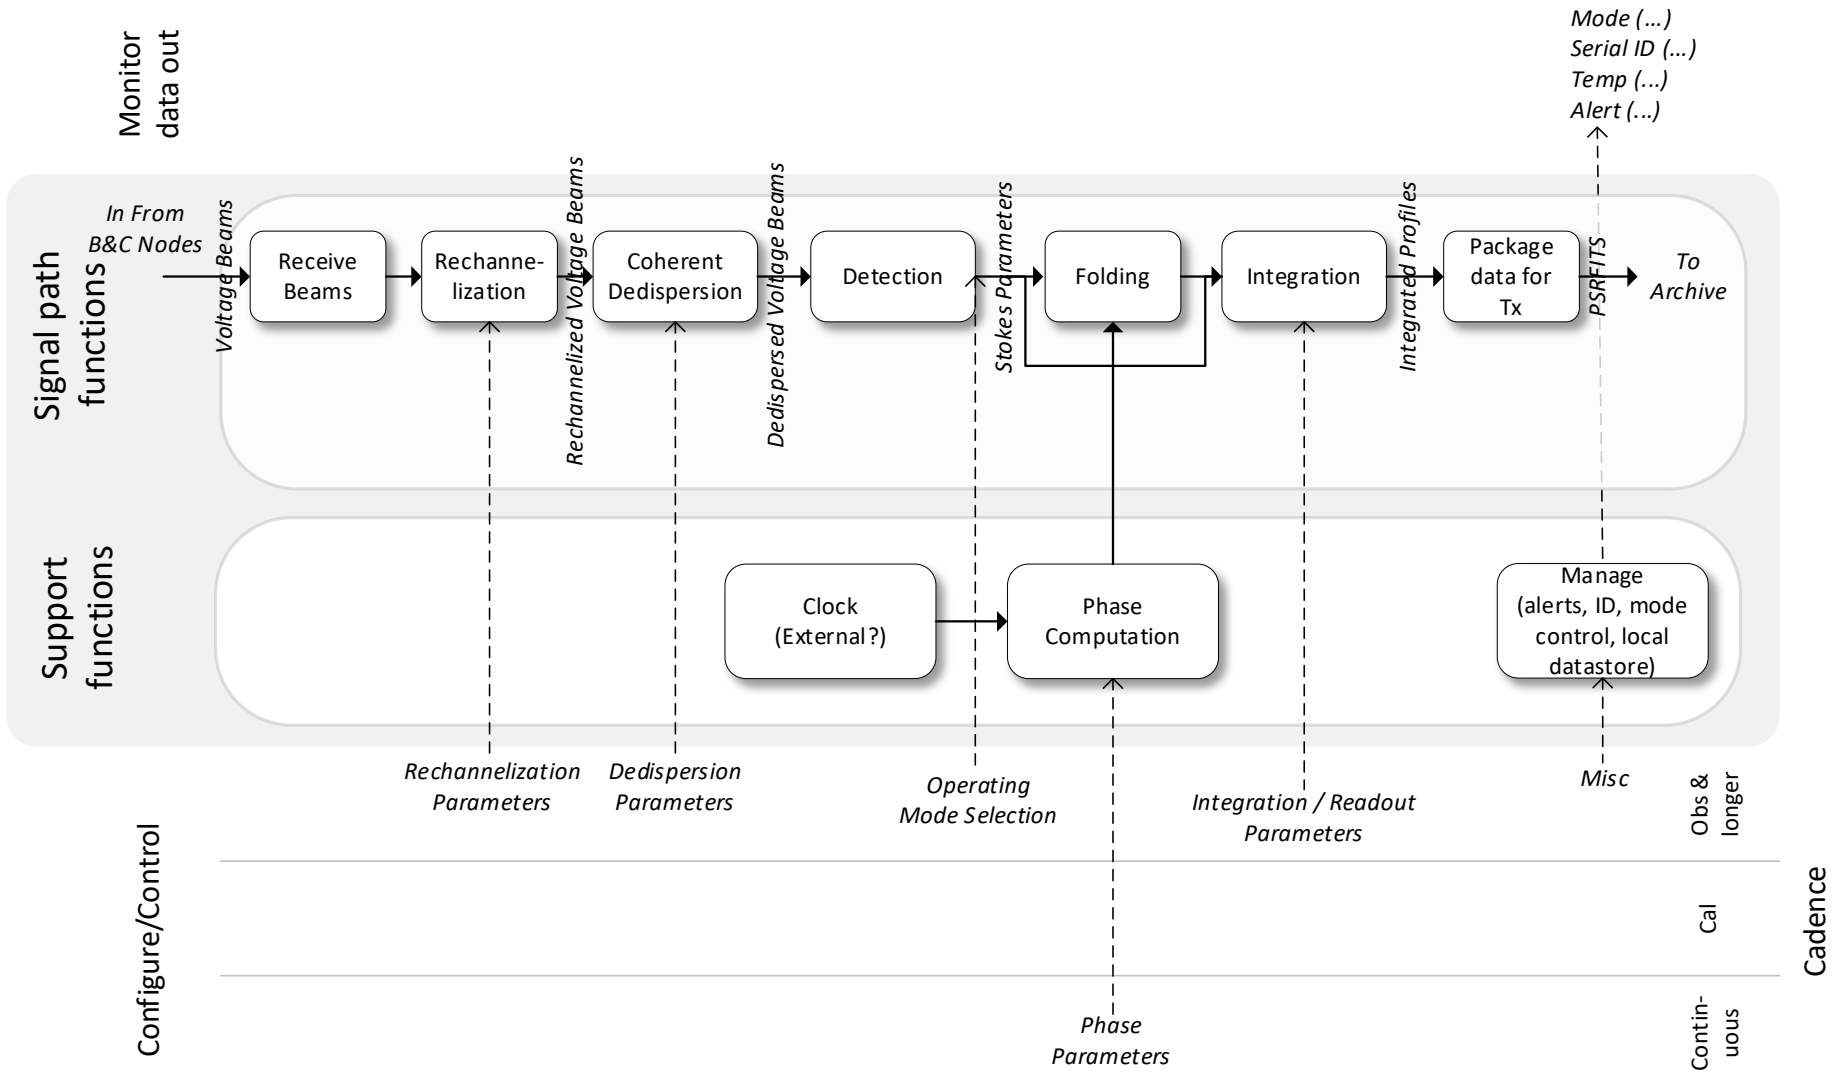 Mode (...)
Serial ID (...)
Temp (...)
Alert (...)
Monitor
data out
Signal path
functions
In From
B&C Nodes
Voltage Beams
Receive
Beams
Rechanne-
lization
Rechannelized Voltage Beams
Coherent
Dedispersion
Dedispersed Voltage Beams
Detection
Stokes Parameters
Folding
Integration
Integrated Profiles
Package
data for
Tx
PSRFITS
To
Archive
Support
functions
Clock
(External?)
Phase
Computation
Manage
(alerts, ID, mode
control, local
datastore)
Rechannelization
Parameters
Dedispersion
Parameters
Operating
Mode Selection
Integration / Readout
Parameters
Misc
Obs &
longer
Configure/Control
Cal
Cadence
Phase
Parameters
Contin-
uous